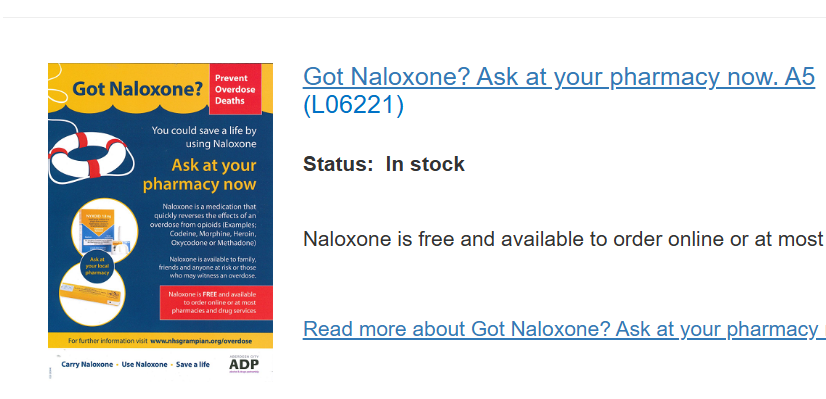 Got Naloxone?
Prevent
Overdose
Deaths
You could save a life by
using Naloxone
Ask at your
pharmacy now
Naloxone is a medication that
quickly reverses the effects of an
overdose from opioids (Examples;
Codeine, Morphine, Heroin,
Oxycodone or Methadone)
Ask at
your local
pharmacy
Naloxone is available to family,
friends and anyone at risk or those
who may witness an overdose.
Naloxone is FREE and available
to order online or at most
pharmacies and drug services
For further information visit www.nhsgrampian.org/overdose
Carry Naloxone - Use Naloxone - Save a life
ADP
Got Naloxone? Ask at your pharmacy now. A5
(L06221)
Status: In stock
Naloxone is free and available to order online or at most
Read more about Got Naloxone? Ask at your pharmacy